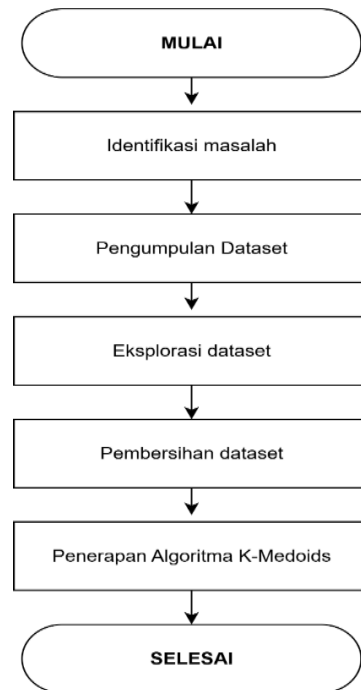 MULAI
Identifikasi masalah
Pengumpulan Dataset
Eksplorasi dataset
Pembersihan dataset
Penerapan Algoritma K-Medoids
SELESAI